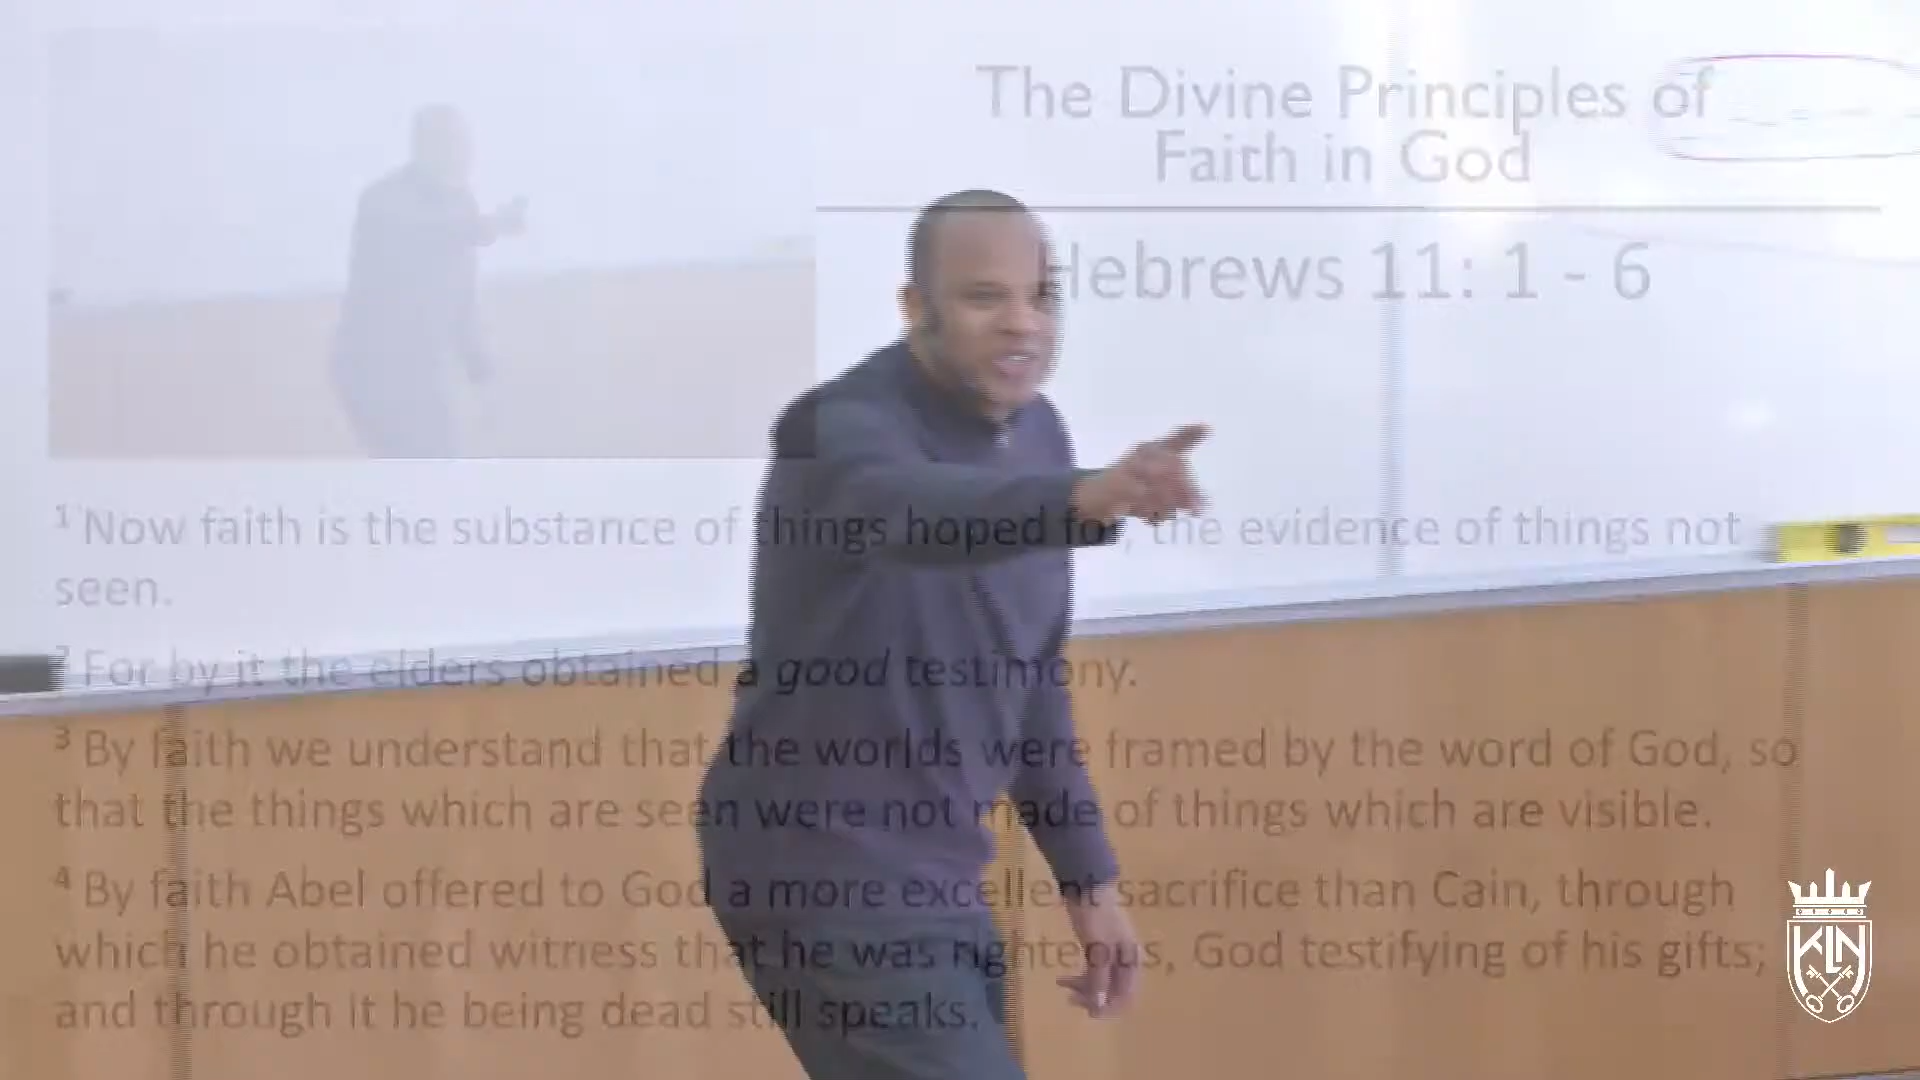 The Divine Principles of
Faith in God
Hebrews 11: 1 - 6
1 Now faith is the substance of things hoped for, the evidence of things not
seen.
2 For by it the elders obtained a good testimony.
3 By faith we understand that the worlds were framed by the word of God, so
that the things which are seen were not made of things which are visible.
4 By faith Abel offered to God a more excellent sacrifice than Cain, through
which he obtained witness that he was righteous, God testifying of his gifts;
and through it he being dead still speaks.
KLN